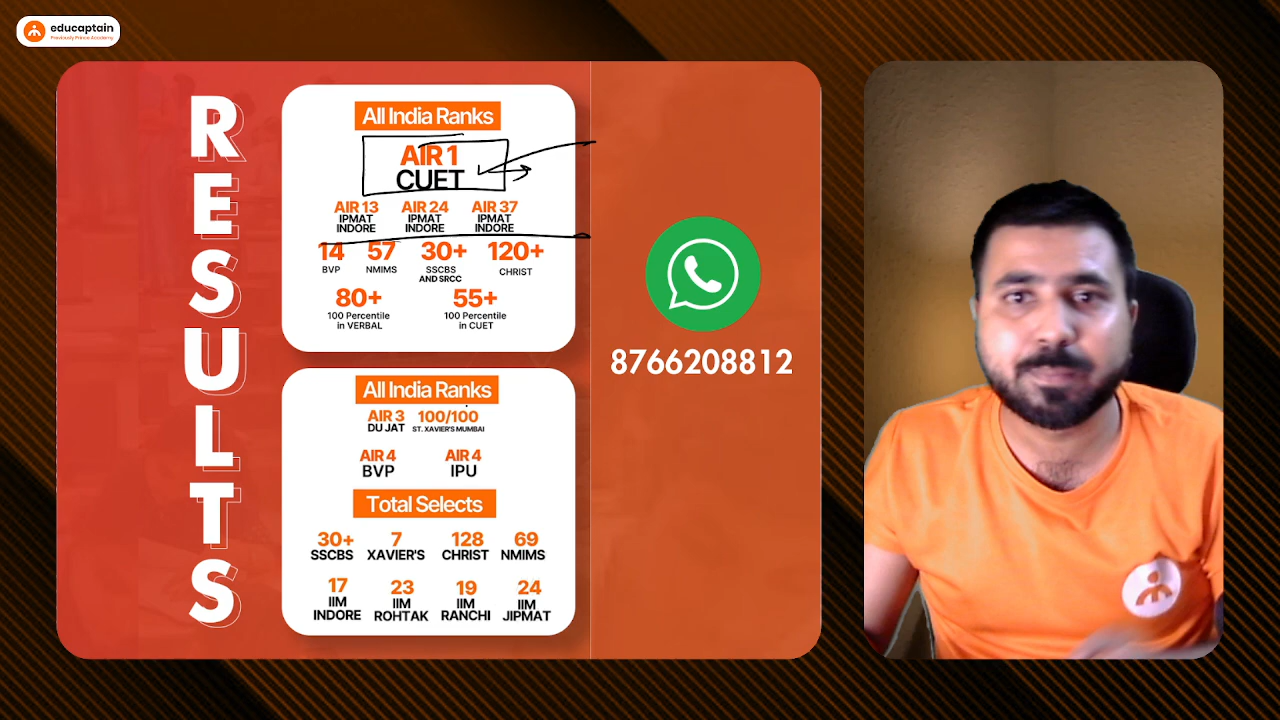 educaptain
Previously Prince Academy
RESULTS
All India Ranks
AIR 1
CUET
AIR 13 AIR 24 AIR 37
IPMAT IPMAT IPMAT
INDORE INDORE INDORE
14 57 30+ 120+
BVP NMIMS SSCBS CHRIST
AND SRCC
80+ 55+
100 Percentile 100 Percentile
in VERBAL in CUET
All India Ranks
AIR 3 100/100
DU JAT ST. XAVIER'S MUMBAI
AIR 4 AIR 4
BVP IPU
Total Selects
30+ 7 128 69
SSCBS XAVIER'S CHRIST NMIMS
17 23 19 24
IIM IIM IIM IIM
INDORE ROHTAK RANCHI JIPMAT
8766208812